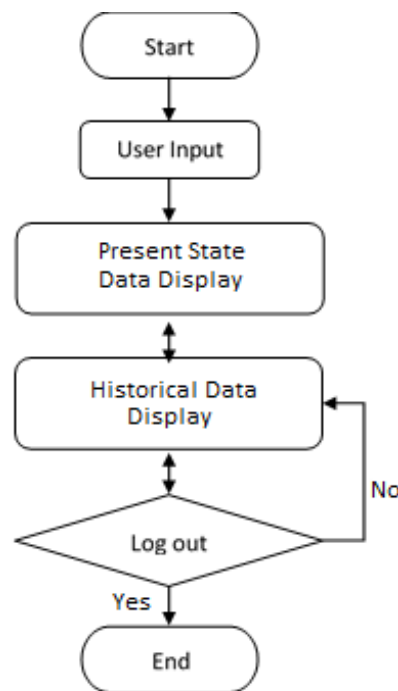 Start
User Input
Present State
Data Display
Historical Data
Display
No
Log out
Yes
End